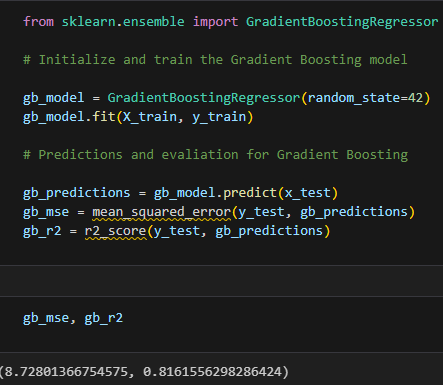 from sklearn.ensemble import GradientBoostingRegressor
# Initialize and train the Gradient Boosting model
gb_model = GradientBoostingRegressor(random_state=42)
gb_model.fit(X_train, y_train)
# Predictions and evaliation for Gradient Boosting
gb_predictions = gb_model.predict(x_test)
gb_mse = mean_squared_error(y_test, gb_predictions)
gb_r2 = r2_score(y_test, gb_predictions)
gb_mse, gb_r2
(8.72801366754575, 0.8161556298286424)